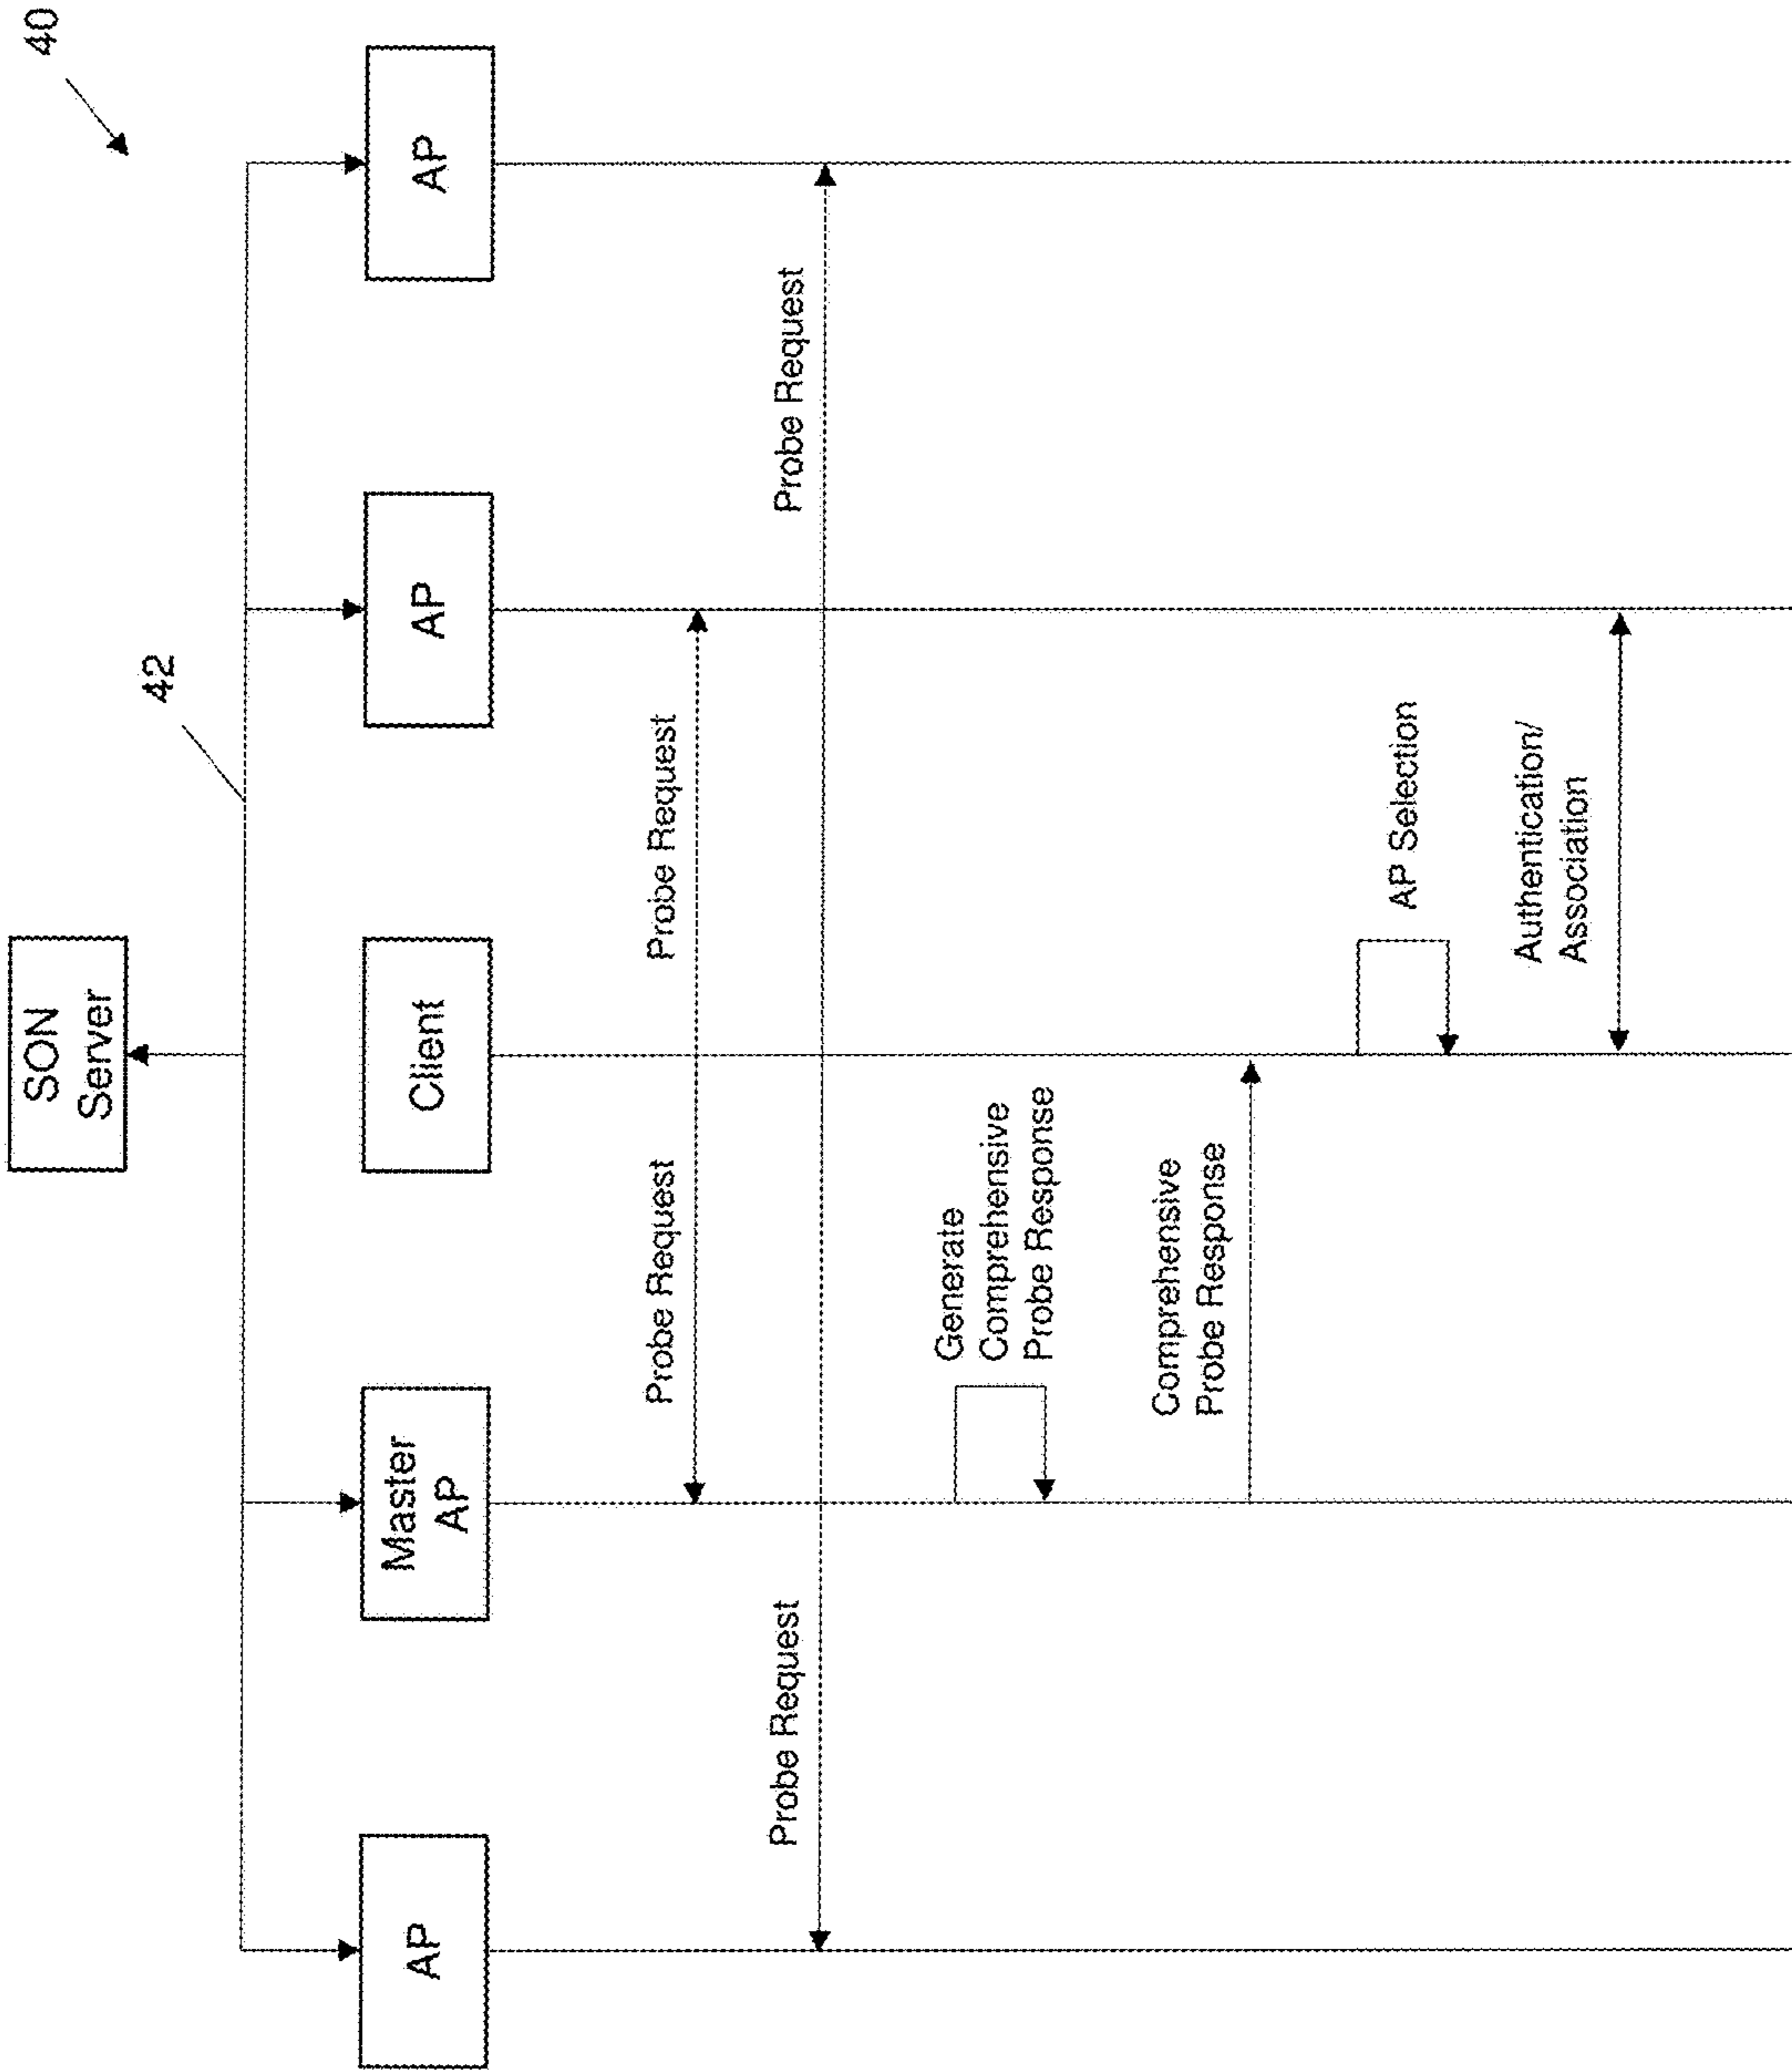 40
SON
Server
42
AP
Master
AP
Client
AP
AP
Probe Request
Probe Request
Probe Request
Probe Request
Generate
Comprehensive
Probe Response
Comprehensive
Probe Response
AP Selection
Authentication/
Association